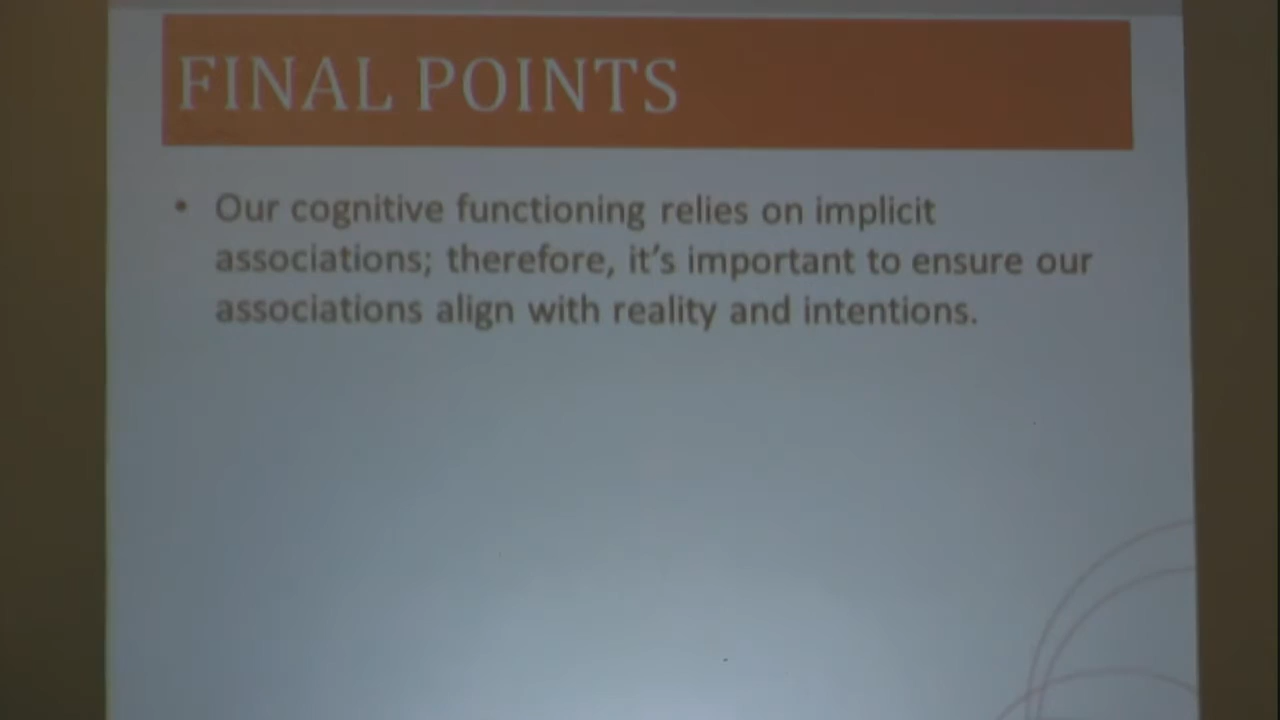 FINAL POINTS
• Our cognitive functioning relies on implicit
associations; therefore, it's important to ensure our
associations align with reality and intentions.